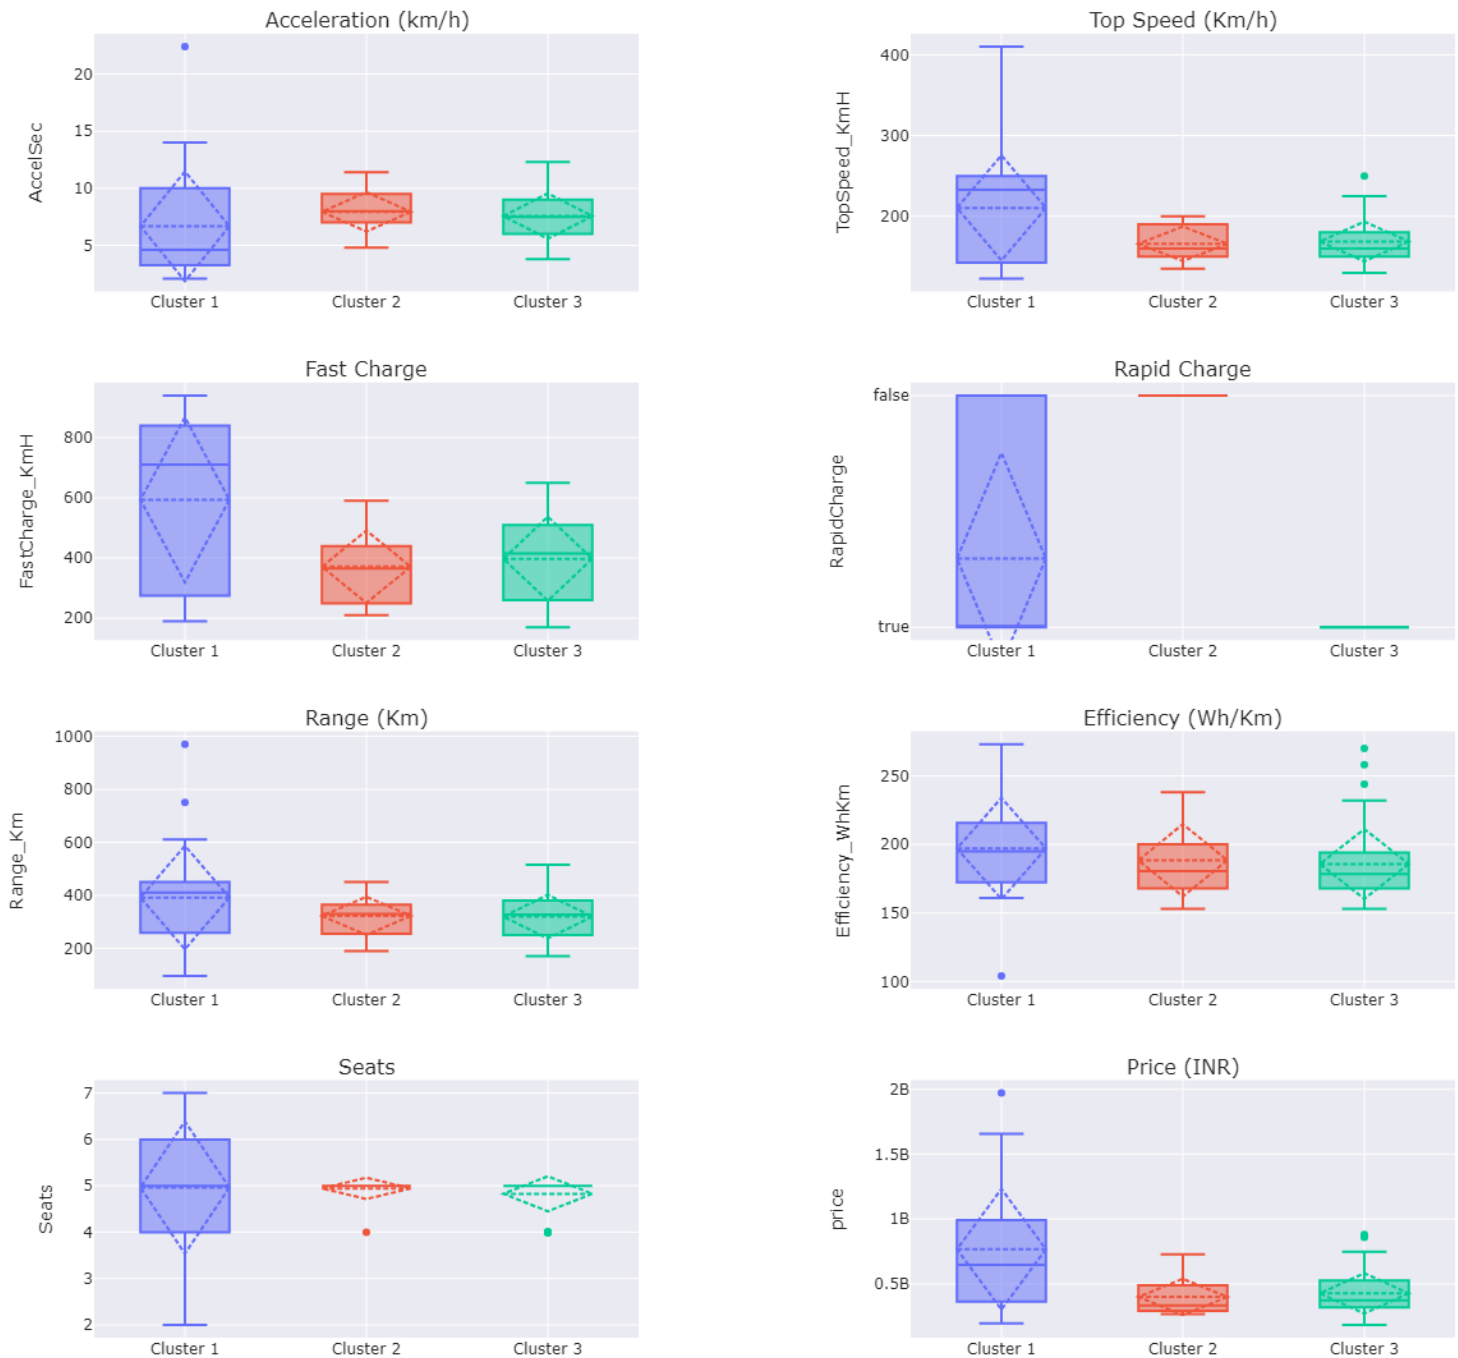 Acceleration (km/h)
AccelSec
20
15
10
5
Cluster 1
Cluster 2
Cluster 3
Top Speed (Km/h)
TopSpeed_KmH
400
300
200
Cluster 1
Cluster 2
Cluster 3
Fast Charge
FastCharge_KmH
800
600
400
200
Cluster 1
Cluster 2
Cluster 3
Rapid Charge
RapidCharge
false
true
Cluster 1
Cluster 2
Cluster 3
Range (Km)
Range_Km
1000
800
600
400
200
Cluster 1
Cluster 2
Cluster 3
Efficiency (Wh/Km)
Efficiency_WhKm
250
200
150
100
Cluster 1
Cluster 2
Cluster 3
Seats
Seats
7
6
5
4
3
2
Cluster 1
Cluster 2
Cluster 3
Price (INR)
price
2B
1.5B
1B
0.5B
Cluster 1
Cluster 2
Cluster 3